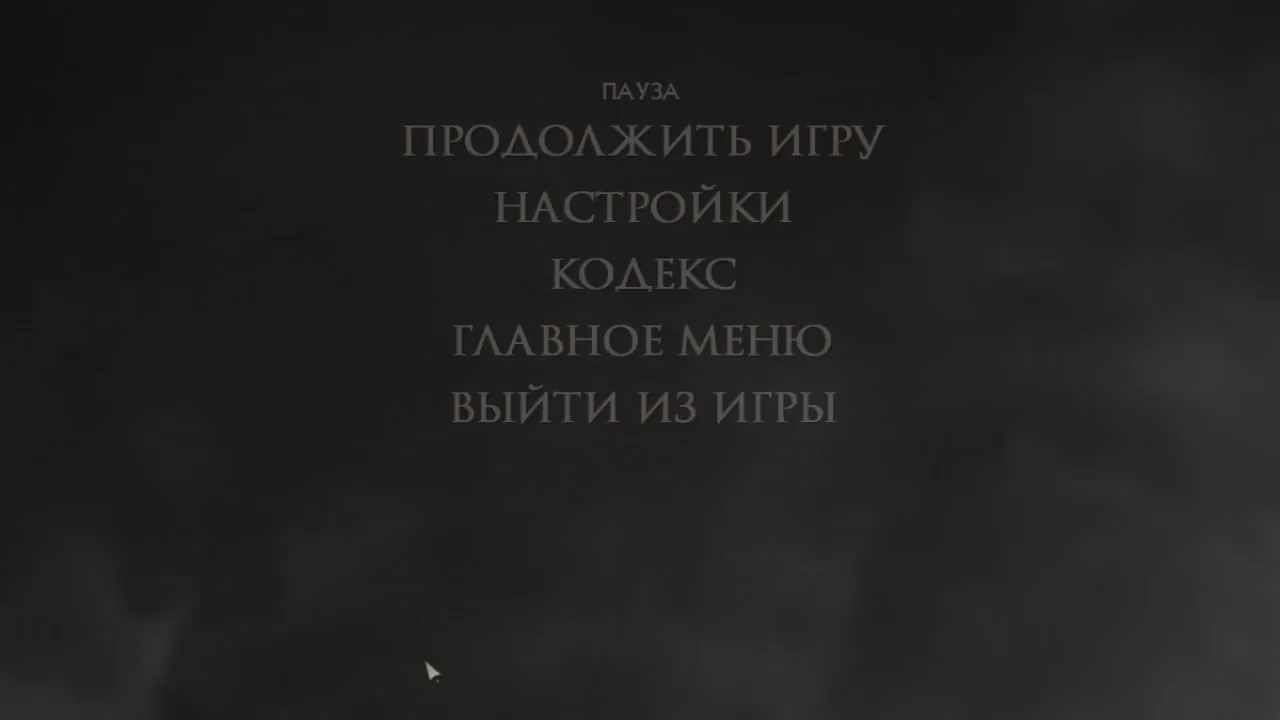 ПАУЗА
ПРОДОЛЖИТЬ ИГРУ
НАСТРОЙКИ
КОДЕКС
ГЛАВНОЕ МЕНЮ
ВЫЙТИ ИЗ ИГРЫ